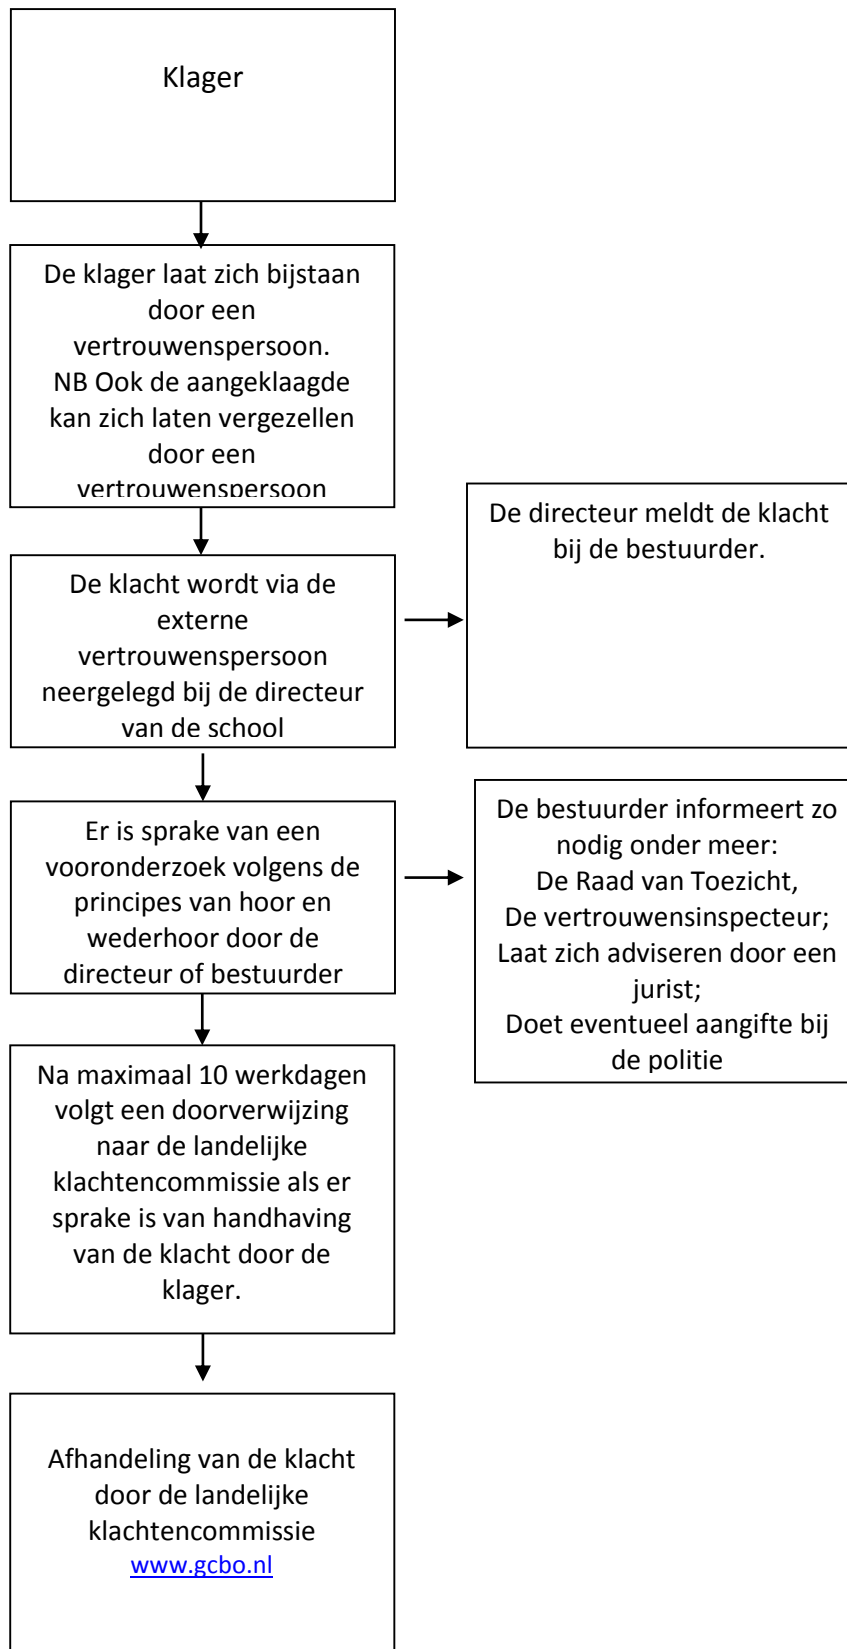 Klager
De klager laat zich bijstaan
door een
vertrouwenspersoon.
NB Ook de aangeklaagde
kan zich laten vergezellen
door een
vertrouwenspersoon
De klacht wordt via de
externe
vertrouwenspersoon
neergelegd bij de directeur
van de school
De directeur meldt de klacht
bij de bestuurder.
Er is sprake van een
vooronderzoek volgens de
principes van hoor en
wederhoor door de
directeur of bestuurder
De bestuurder informeert zo
nodig onder meer:
De Raad van Toezicht,
De vertrouwensinspecteur;
Laat zich adviseren door een
jurist;
Doet eventueel aangifte bij
de politie
Na maximaal 10 werkdagen
volgt een doorverwijzing
naar de landelijke
klachtencommissie als er
sprake is van handhaving
van de klacht door de
klager.
Afhandeling van de klacht
door de landelijke
klachtencommissie
www.gcbo.nl